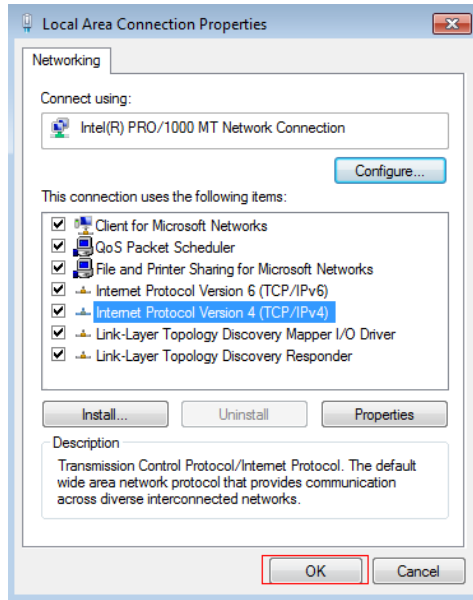 Local Area Connection Properties
Networking
Connect using:
Intel(R) PRO/1000 MT Network Connection
Configure...
This connection uses the following items:
Client for Microsoft Networks
QoS Packet Scheduler
File and Printer Sharing for Microsoft Networks
Internet Protocol Version 6 (TCP/IPv6)
Internet Protocol Version 4 (TCP/IPv4)
Link-Layer Topology Discovery Mapper I/O Driver
Link-Layer Topology Discovery Responder
Install... Uninstall Properties
Description
Transmission Control Protocol/Internet Protocol. The default
wide area network protocol that provides communication
across diverse interconnected networks.
OK Cancel